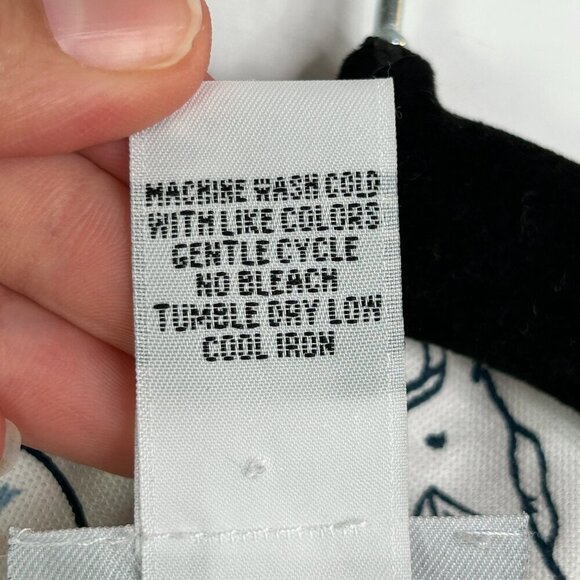 MACHINE WASH COLD
WITH LIKE COLORS
GENTLE CYCLE
NO BLEACH
TUMBLE DRY LOW
COOL IRON